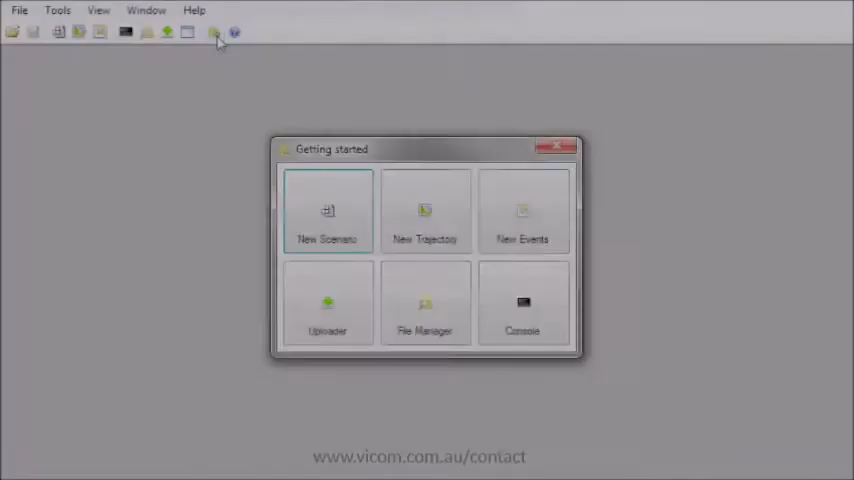 File Tools View Window Help
Getting started
New Scenario New Trajectory New Events
Uploader File Manager Console
www.vicom.com.au/contact